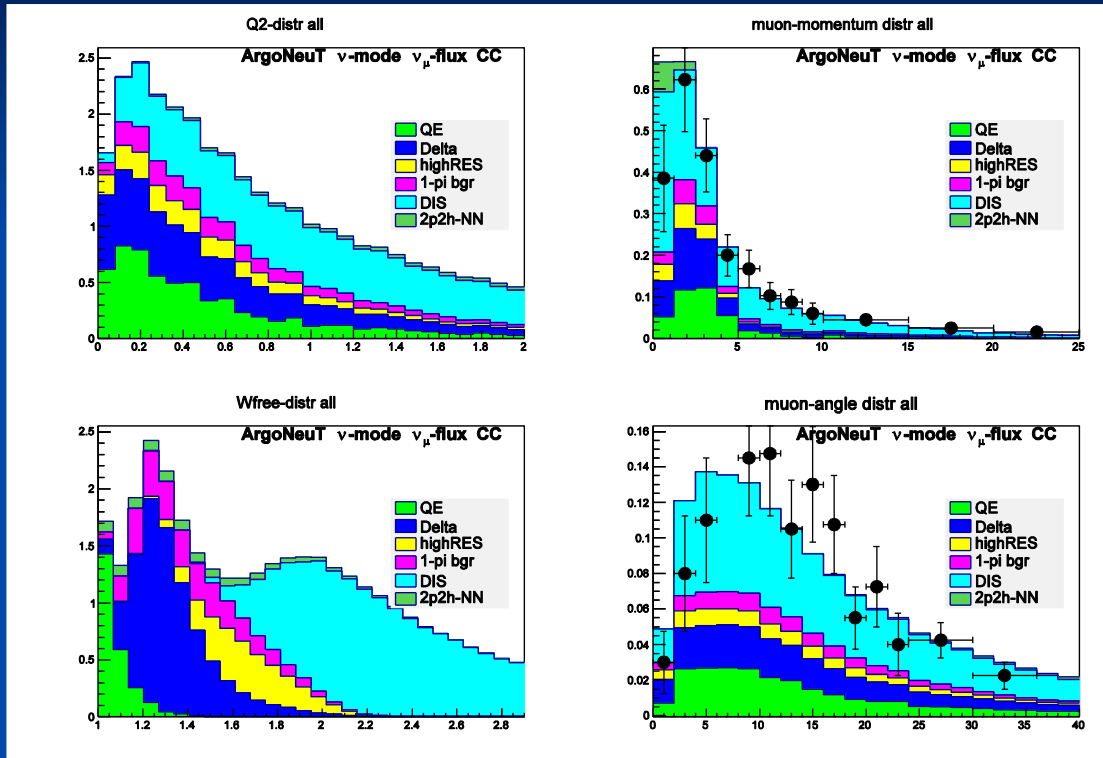 Q2-distr all
ArgoNeuT ν-mode νμ-flux CC
2.5
2
1.5
1
0.5
0
QE
Delta
highRES
1-pi bgr
DIS
2p2h-NN
0 0.2 0.4 0.6 0.8 1 1.2 1.4 1.6 1.8 2
muon-momentum distr all
ArgoNeuT ν-mode νμ-flux CC
0.6
0.5
0.4
0.3
0.2
0.1
0
QE
Delta
highRES
1-pi bgr
DIS
2p2h-NN
0 5 10 15 20 25
Wfree-distr all
ArgoNeuT ν-mode νμ-flux CC
2.5
2
1.5
1
0.5
0
QE
Delta
highRES
1-pi bgr
DIS
2p2h-NN
1 1.2 1.4 1.6 1.8 2 2.2 2.4 2.6 2.8
muon-angle distr all
ArgoNeuT ν-mode νμ-flux CC
0.16
0.14
0.12
0.1
0.08
0.06
0.04
0.02
0
QE
Delta
highRES
1-pi bgr
DIS
2p2h-NN
0 5 10 15 20 25 30 35 40